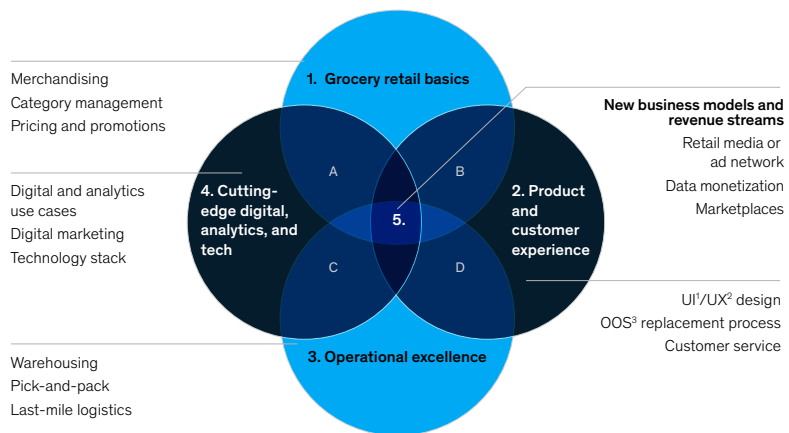 1. Grocery retail basics
Merchandising
Category management
Pricing and promotions
New business models and
revenue streams
Retail media or
ad network
Data monetization
Marketplaces
A
B
4. Cutting-
edge digital,
analytics, and
tech
Digital and analytics
use cases
Digital marketing
Technology stack
5.
2. Product
and
customer
experience
C
D
UI¹/UX² design
OOS³ replacement process
Customer service
3. Operational excellence
Warehousing
Pick-and-pack
Last-mile logistics